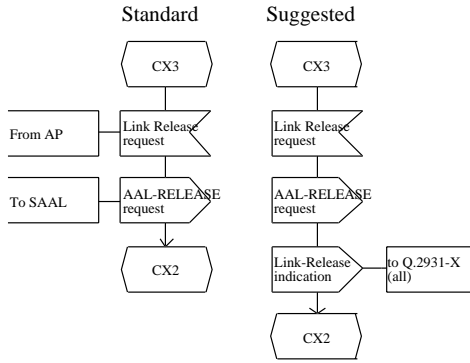 Standard
Suggested
CX3
CX3
From AP
Link Release
request
Link Release
request
To SAAL
AAL-RELEASE
request
AAL-RELEASE
request
CX2
Link-Release
indication
to Q.2931-X
(all)
CX2